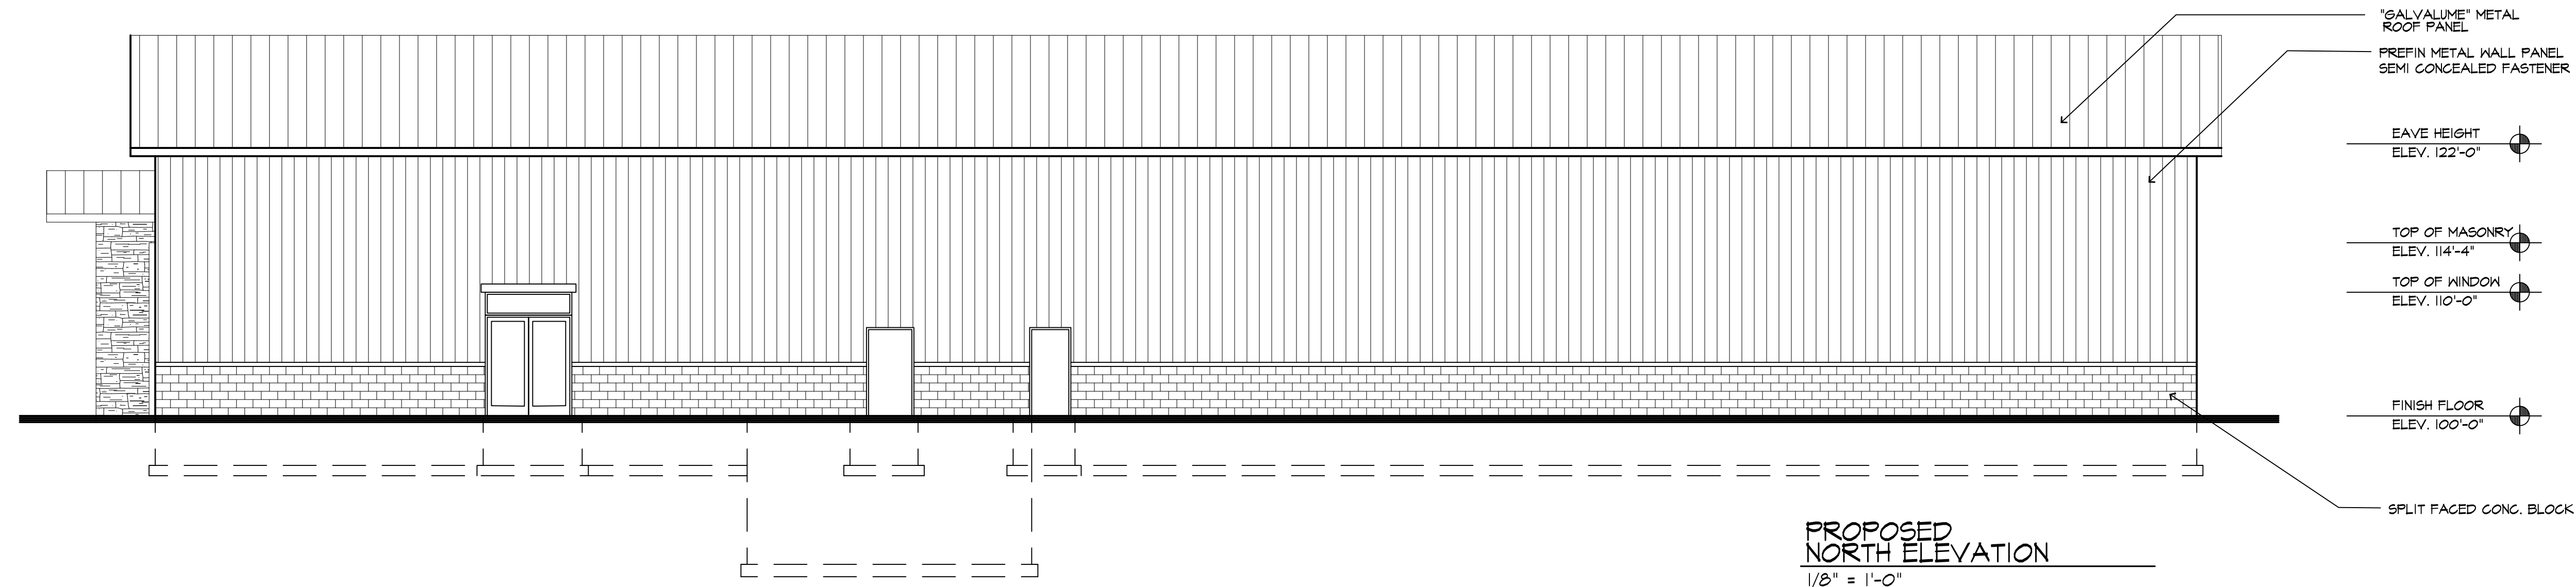 "GALVALUME" METAL
ROOF PANEL
PREFIN METAL WALL PANEL
SEMI CONCEALED FASTENER
EAVE HEIGHT
ELEV. 122'-0"
TOP OF MASONRY
ELEV. 114'-4"
TOP OF WINDOW
ELEV. 110'-0"
FINISH FLOOR
ELEV. 100'-0"
SPLIT FACED CONC. BLOCK
PROPOSED
NORTH ELEVATION
1/8" = 1'-0"